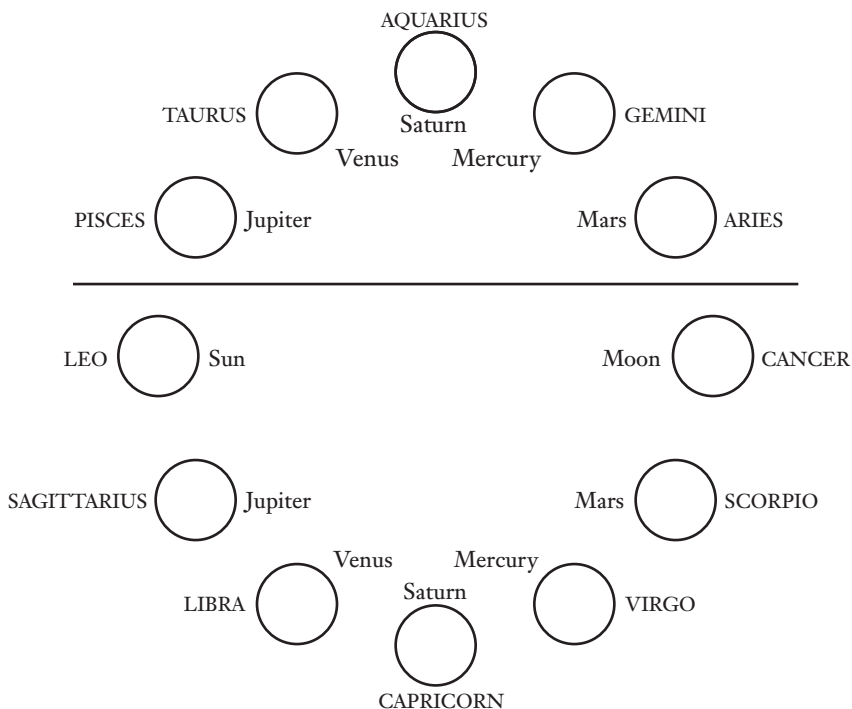 AQUARIUS
TAURUS Saturn GEMINI
Venus Mercury
PISCES Jupiter Mars ARIES
LEO Sun Moon CANCER
SAGITTARIUS Jupiter Mars SCORPIO
Venus Mercury
Saturn
LIBRA VIRGO
CAPRICORN